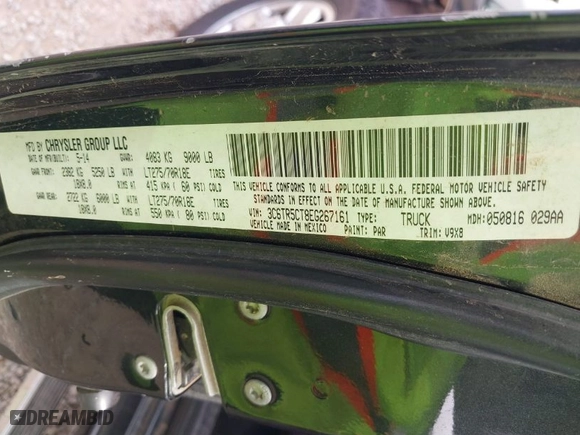 MFD BY CHRYSLER GROUP LLC
DATE OF MFR/BUILT: 5-14 GVWR: 4083 KG 9000 LB
GAWR FRONT: 2382 KG 5250 LB LT275/70R18E TIRES
18X8.0 RIMS AT 415 KPA (60 PSI) COLD
GAWR REAR: 2722 KG 6000 LB LT275/70R18E TIRES
18X8.0 RIMS AT 550 KPA (80 PSI) COLD
THIS VEHICLE CONFORMS TO ALL APPLICABLE U.S.A. FEDERAL MOTOR VEHICLE SAFETY
STANDARDS IN EFFECT ON THE DATE OF MANUFACTURE SHOWN ABOVE.
VIN: 3C6TR5CT8EG267161 TYPE: TRUCK MDH: 050816 029AA
VEHICLE MADE IN MEXICO PAINT: PAR TRIM: V9X8
DREAMBID